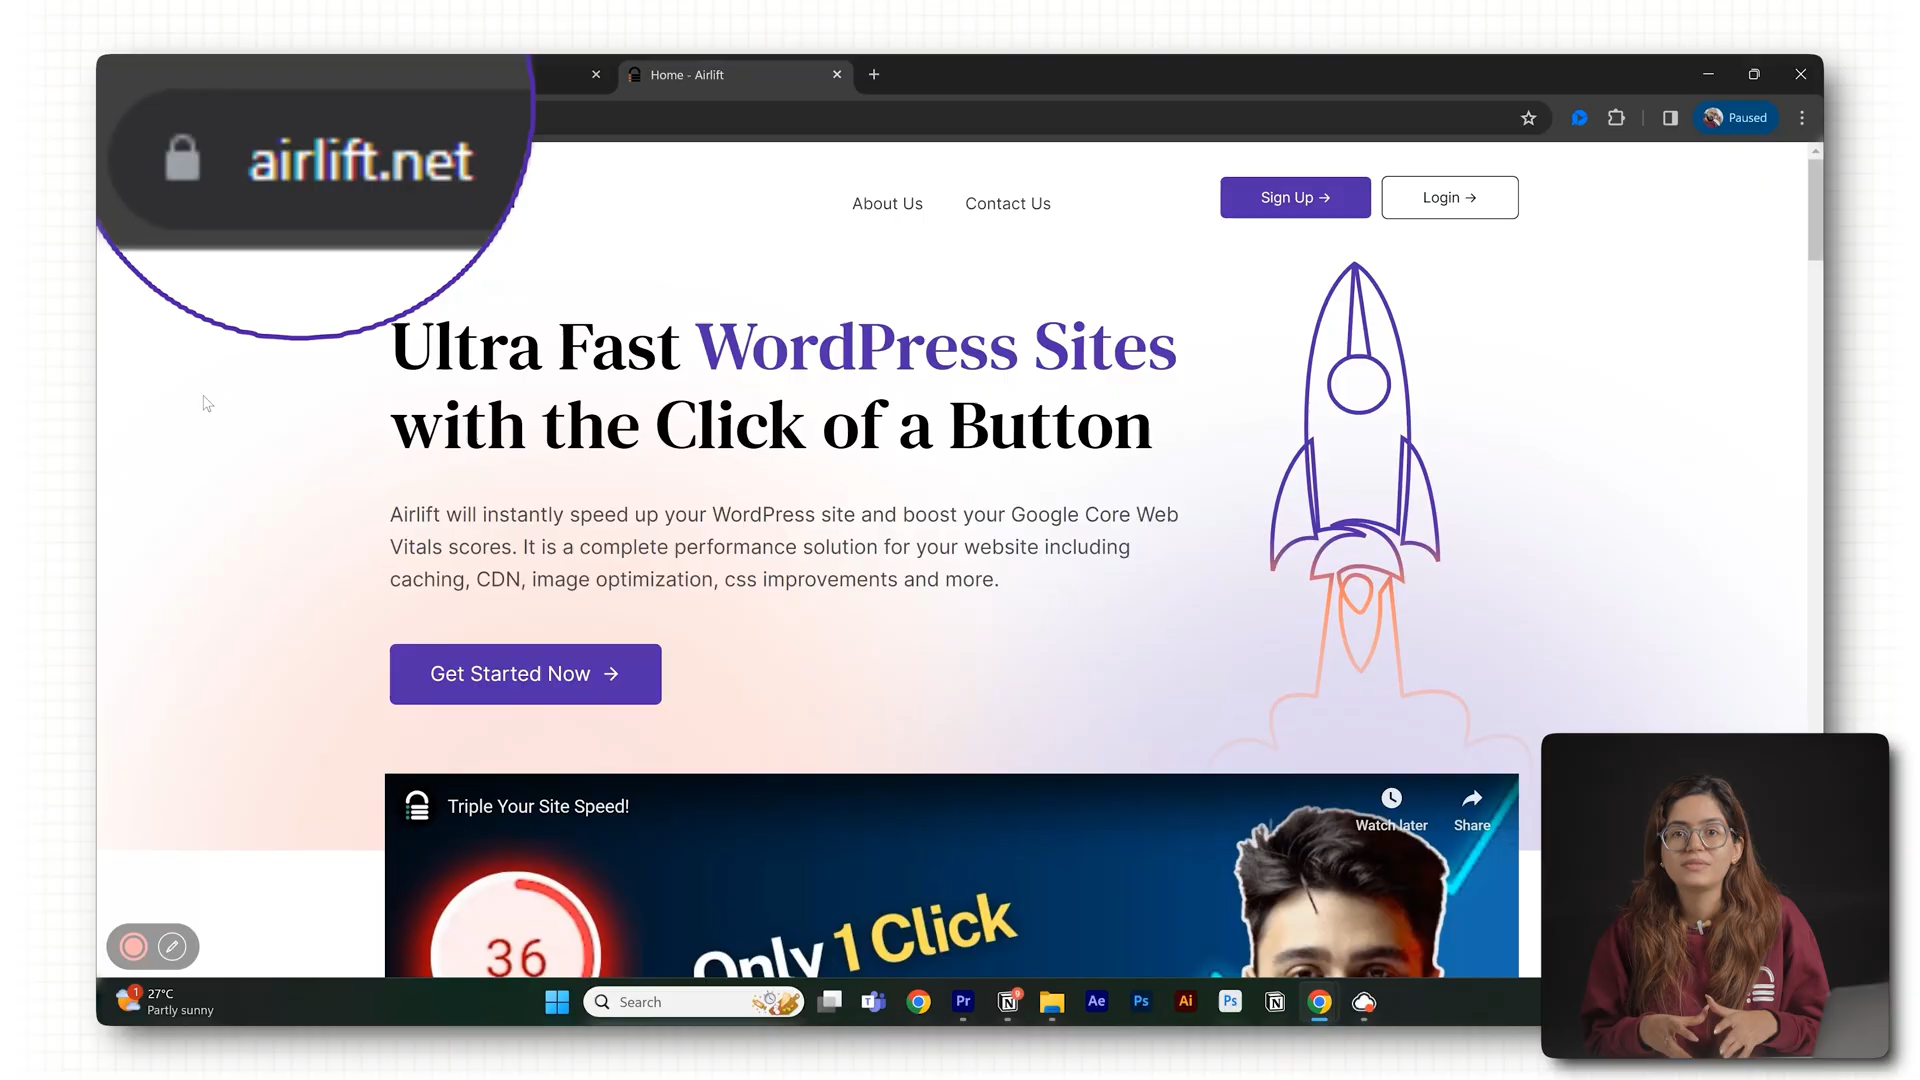 airlift.net
Home - Airlift
Paused
About Us
Contact Us
Sign Up →
Login →
Ultra Fast WordPress Sites
with the Click of a Button
Airlift will instantly speed up your WordPress site and boost your Google Core Web
Vitals scores. It is a complete performance solution for your website including
caching, CDN, image optimization, css improvements and more.
Get Started Now →
Triple Your Site Speed!
Watch later
Share
36
Only 1 Click
1
27°C
Partly sunny
Search
Pr
9
Ae
Ps
Ai
Ps